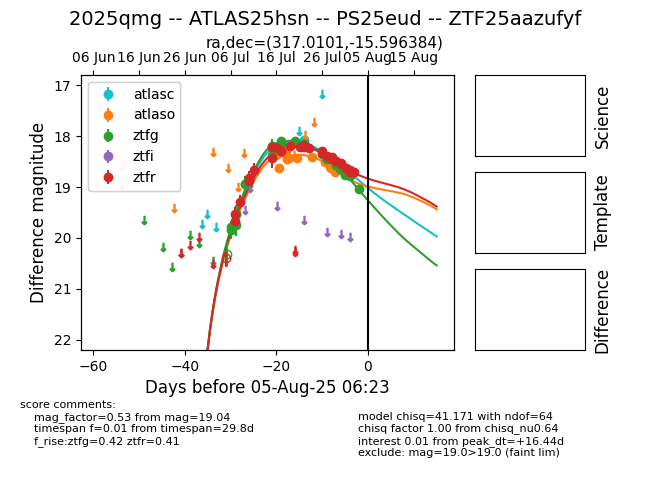 2025qmg -- ATLAS25hsn -- PS25eud -- ZTF25aazufyf
ra,dec=(317.0101,-15.596384)
06 Jun 16 Jun 26 Jun 06 Jul 16 Jul 26 Jul 05 Aug 15 Aug
17
18
19
20
21
22
Difference magnitude
atlasc
atlaso
ztfg
ztfi
ztfr
−60 −40 −20 0
Days before 05-Aug-25 06:23
Science
Template
Difference
score comments:
mag_factor=0.53 from mag=19.04
timespan f=0.01 from timespan=29.8d
f_rise:ztfg=0.42 ztfr=0.41
model chisq=41.171 with ndof=64
chisq factor 1.00 from chisq_nu0.64
interest 0.01 from peak_dt=+16.44d
exclude: mag=19.0>19.0 (faint lim)